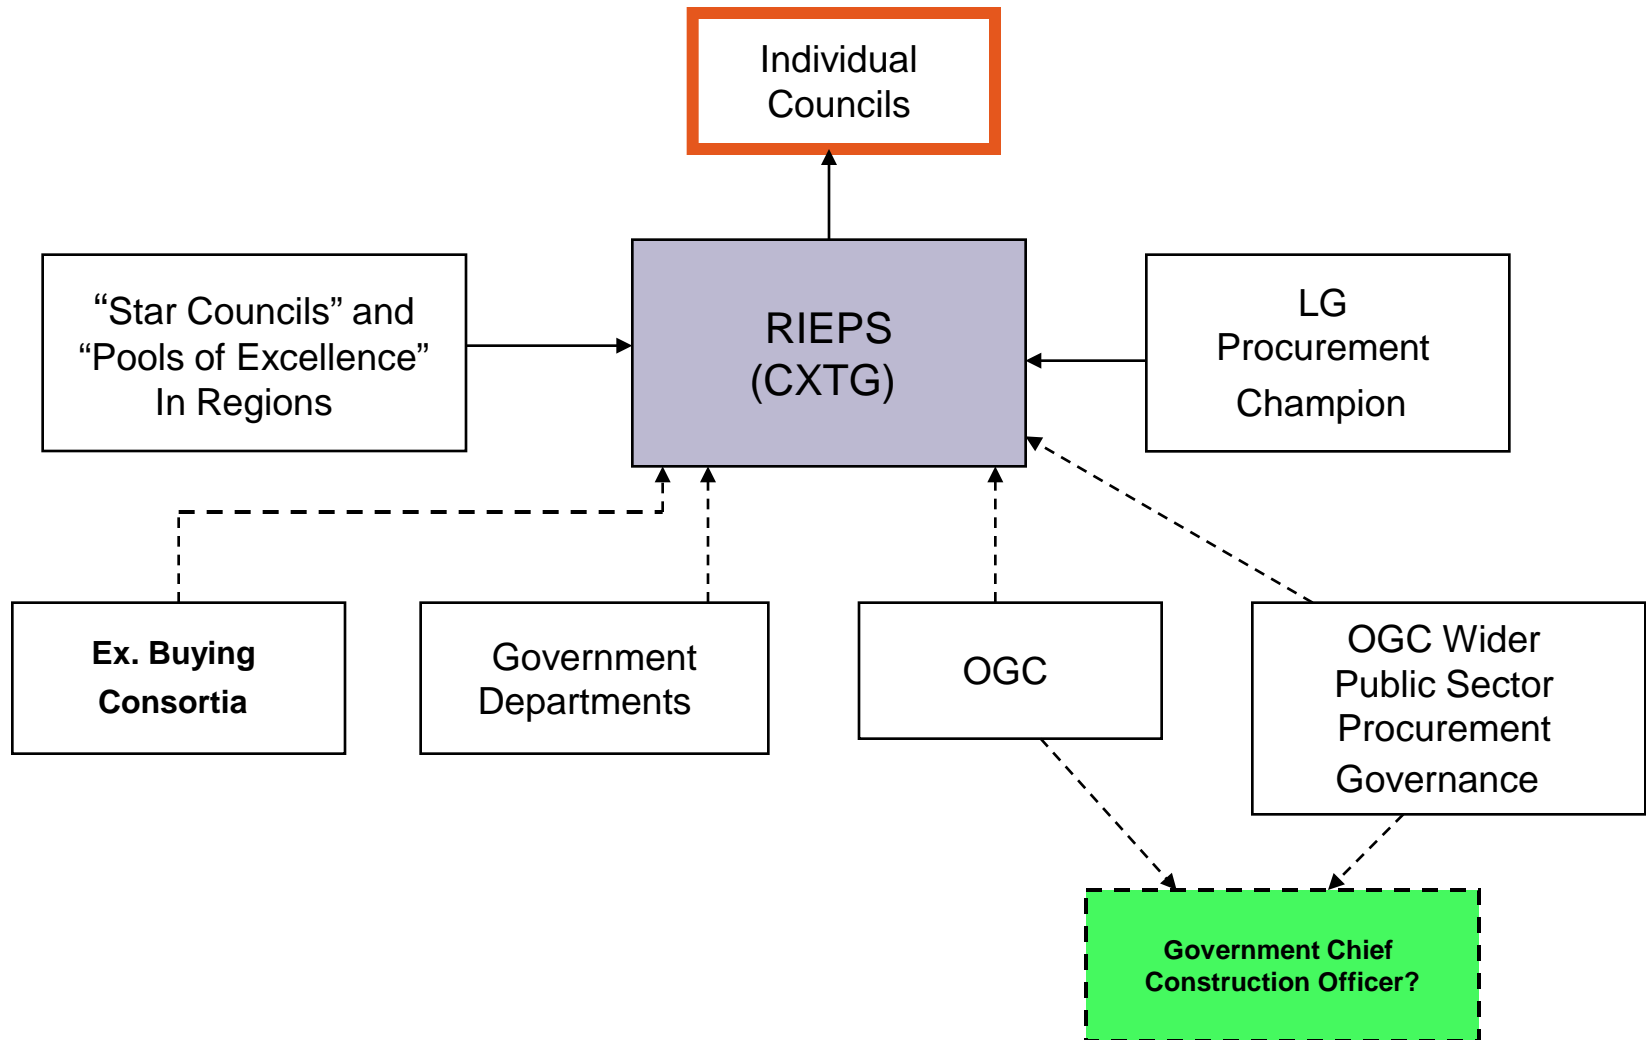 Individual
Councils
“Star Councils” and
“Pools of Excellence”
In Regions
RIEPS
(CXTG)
LG
Procurement
Champion
Ex. Buying
Consortia
Government
Departments
OGC
OGC Wider
Public Sector
Procurement
Governance
Government Chief
Construction Officer?